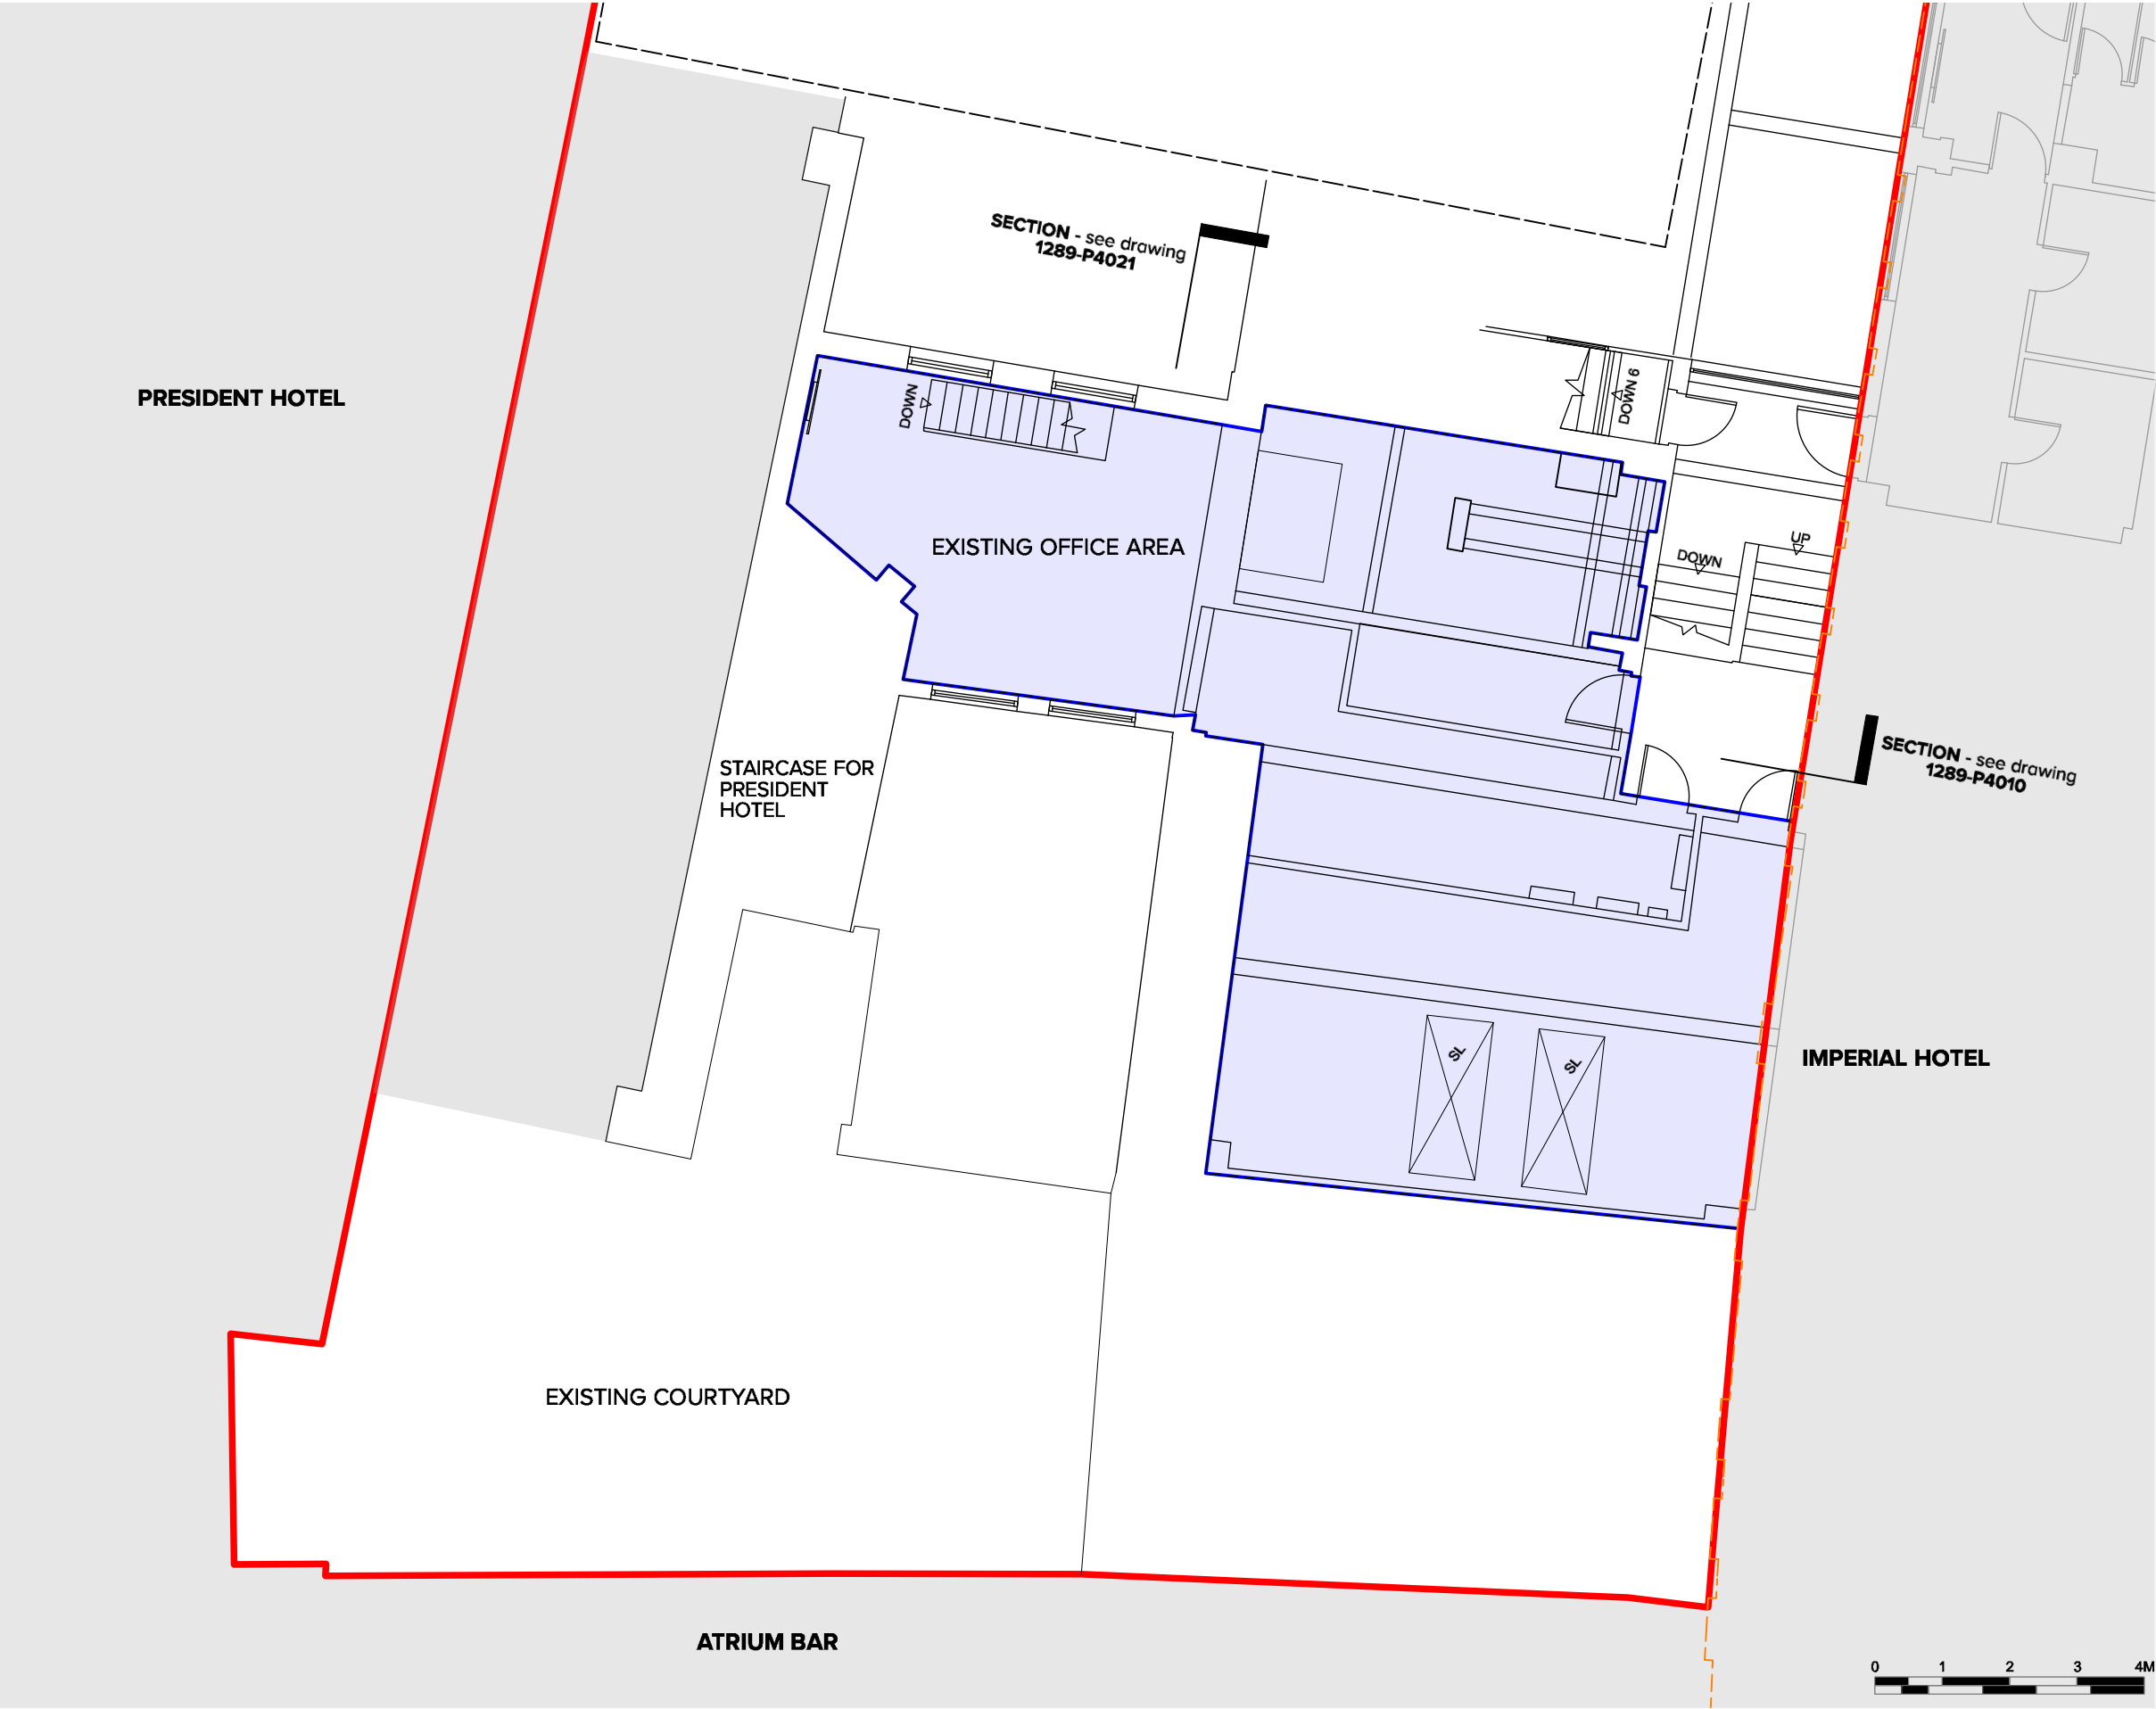 SECTION - see drawing
1289-P4021
DOWN 6
PRESIDENT HOTEL
DOWN
EXISTING OFFICE AREA
UP
DOWN
SECTION - see drawing
1289-P4010
STAIRCASE FOR
PRESIDENT
HOTEL
SL
SL
IMPERIAL HOTEL
EXISTING COURTYARD
ATRIUM BAR
0 1 2 3 4M